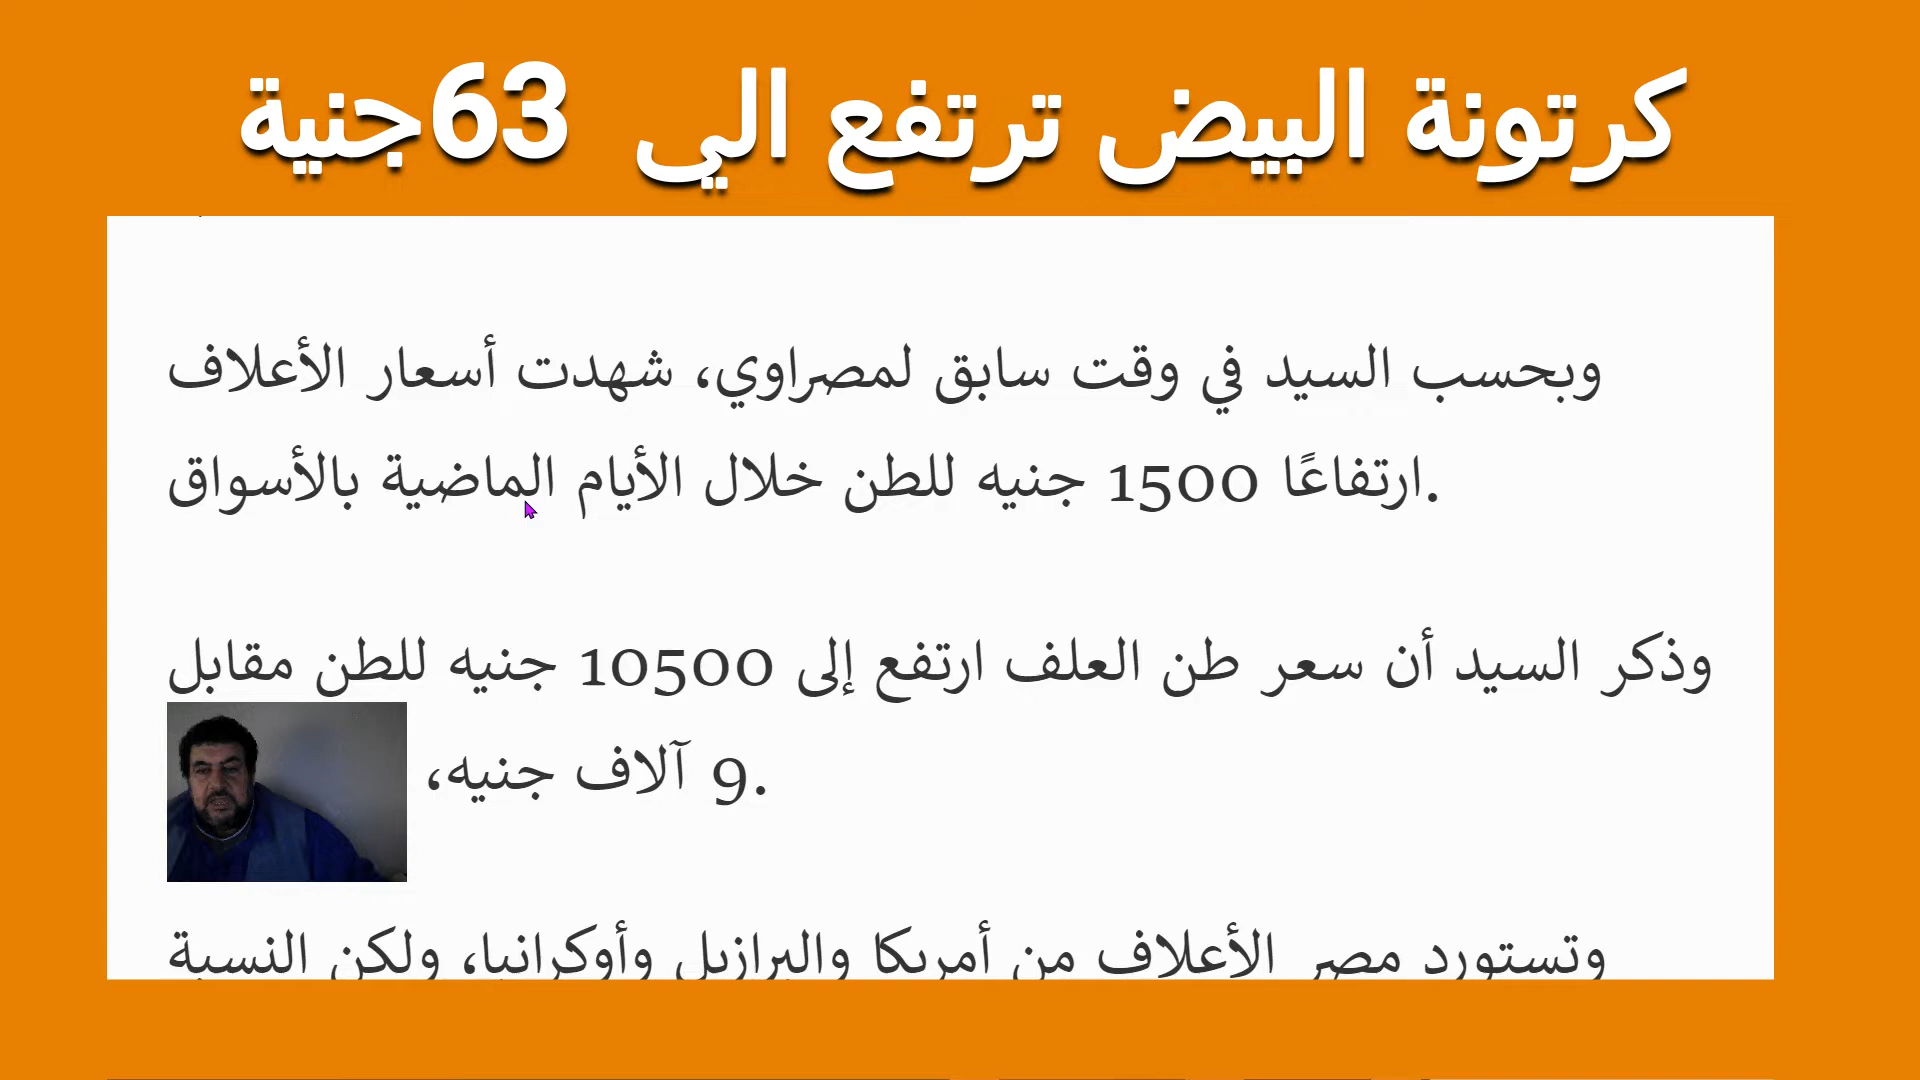 كرتونة البيض ترتفع الي 63جنية
وبحسب السيد في وقت سابق لمصراوي، شهدت أسعار الأعلاف
ارتفاعًا 1500 جنيه للطن خلال الأيام الماضية بالأسواق.
وذكر السيد أن سعر طن العلف ارتفع إلى 10500 جنيه للطن مقابل
9 آلاف جنيه،.
وتستورد مصر الأعلاف من أمريكا والبرازيل وأوكرانيا، ولكن النسبة